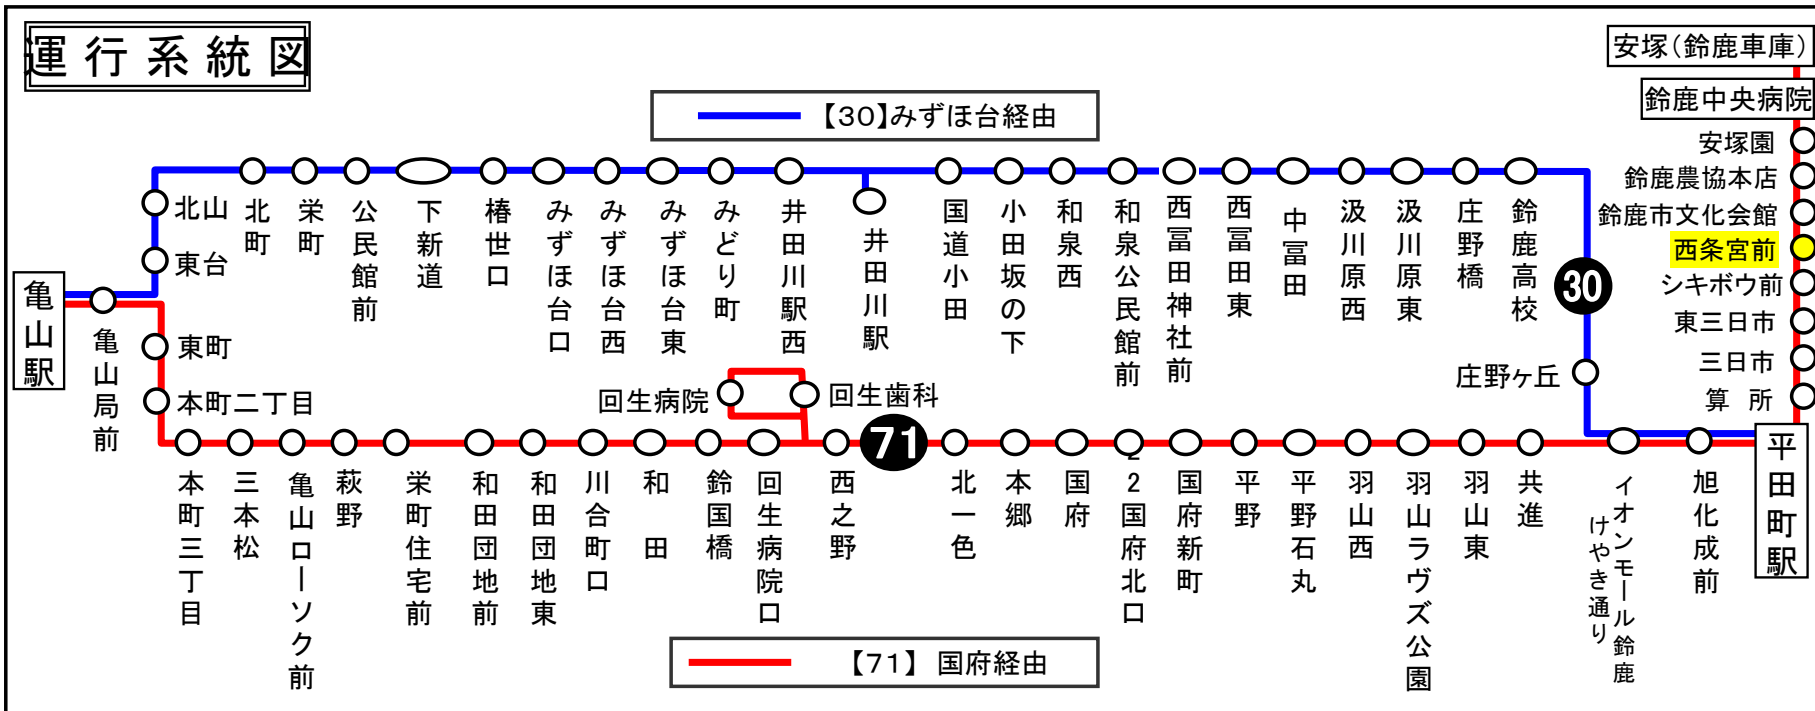 運行系統図
【30】みずほ台経由
安塚(鈴鹿車庫)
鈴鹿中央病院
安塚園
鈴鹿農協本店
鈴鹿市文化会館
西条宮前
シキボウ前
東三日市
三日市
算 所
平田町駅
北山
東台
北町
栄町
公民館前
下新道
椿世口
みずほ台口
みずほ台西
みずほ台東
みどり町
井田川駅西
井田川駅
国道小田
小田坂の下
和泉西
和泉公民館前
西冨田神社前
西冨田東
中冨田
汲川原西
汲川原東
庄野橋
鈴鹿高校
30
庄野ヶ丘
亀山駅
亀山局前
東町
本町二丁目
回生病院
回生歯科
71
本町三丁目
三本松
亀山ローソク前
萩野
栄町住宅前
和田団地前
和田団地東
川合町口
和 田
鈴国橋
回生病院口
西之野
北一色
本郷
国府
2国府北口
国府新町
平野
平野石丸
羽山西
羽山ラヴズ公園
羽山東
共進
イオンモール鈴鹿
けやき通り
旭化成前
【71】 国府経由